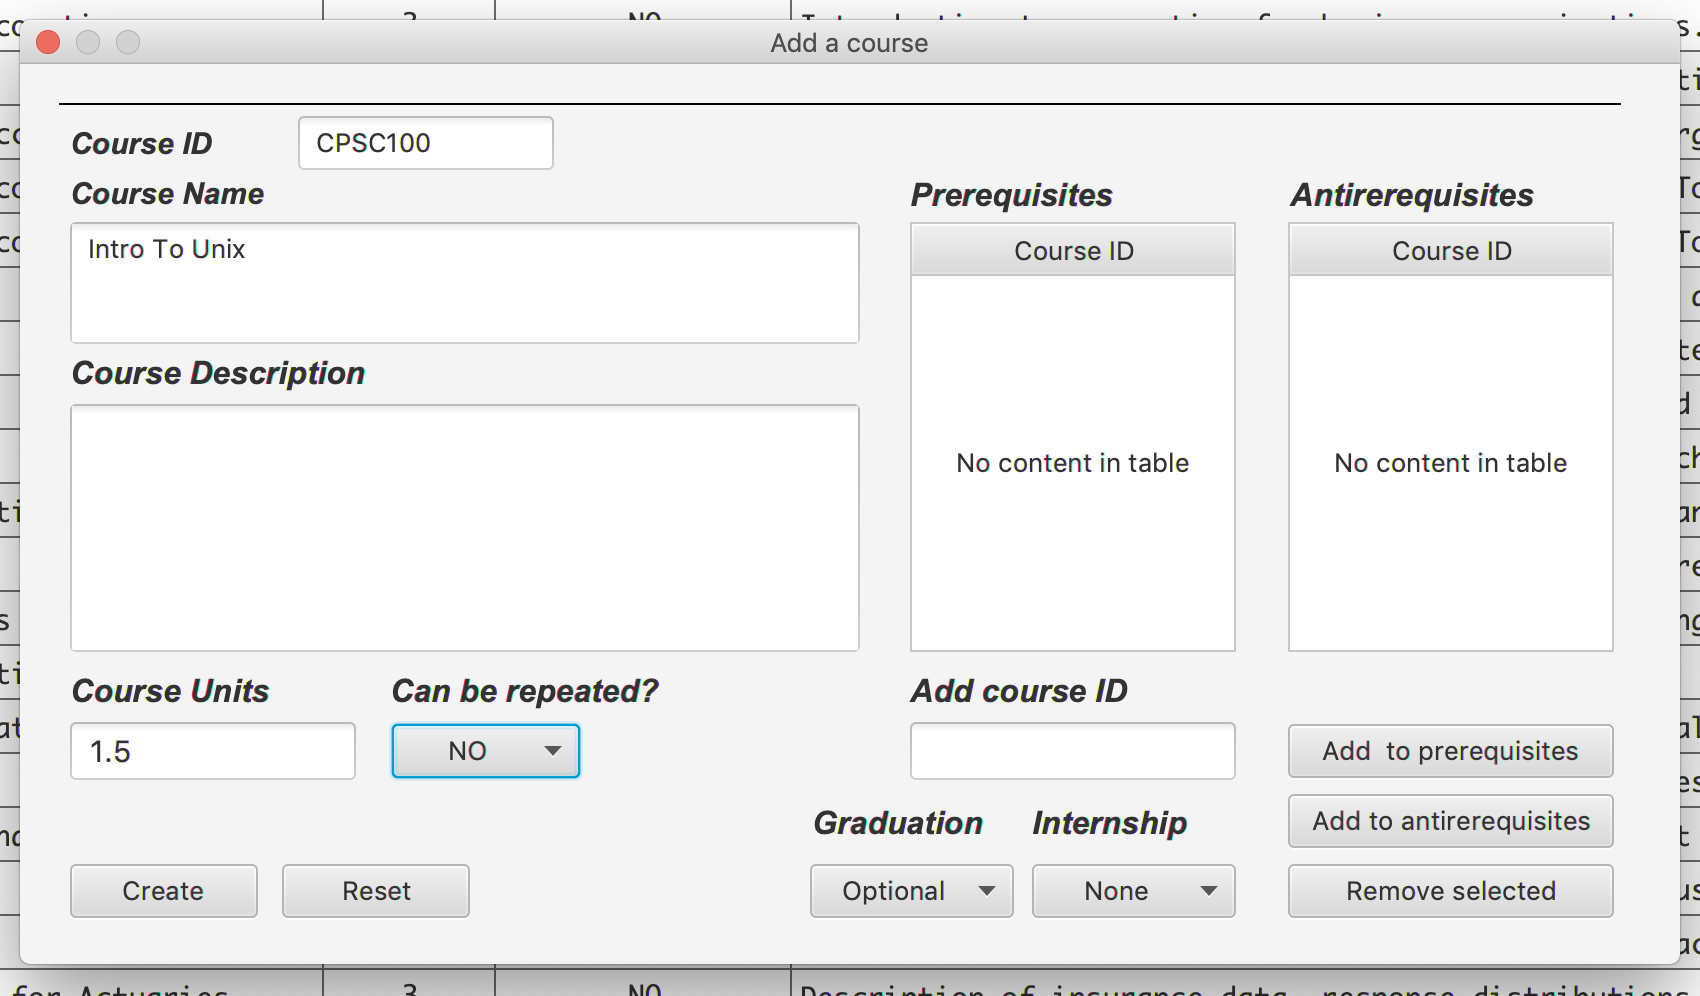 Add a course
Course ID
CPSC100
Course Name
Intro To Unix
Course Description
Course Units
Can be repeated?
1.5
NO
Create
Reset
Prerequisites
Course ID
No content in table
Antirerequisites
Course ID
No content in table
Add course ID
Add  to prerequisites
Add to antirerequisites
Graduation
Internship
Optional
None
Remove selected
for Actuaries
3
NO
Description of insurance data, response distributions